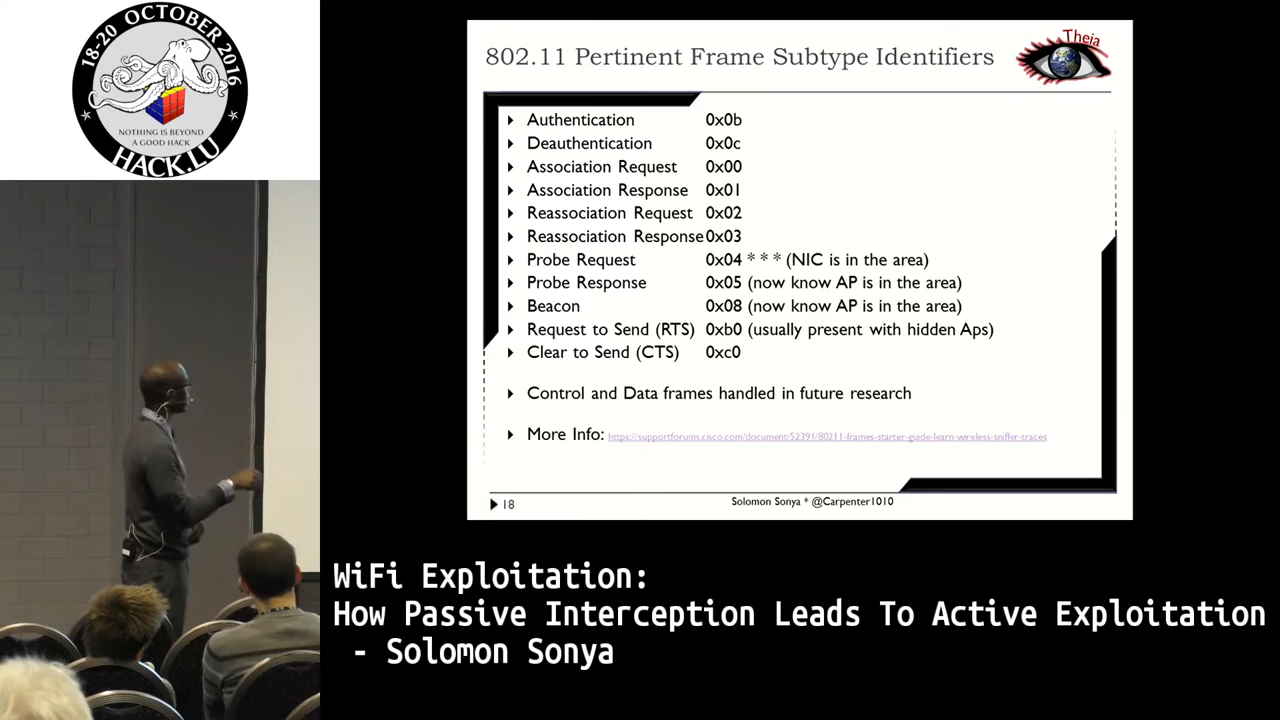 18-20 OCTOBER 2016
NOTHING IS BEYOND
A GOOD HACK
HACK.LU
802.11 Pertinent Frame Subtype Identifiers
Theia
Authentication 0x0b
Deauthentication 0x0c
Association Request 0x00
Association Response 0x01
Reassociation Request 0x02
Reassociation Response 0x03
Probe Request 0x04 * * * (NIC is in the area)
Probe Response 0x05 (now know AP is in the area)
Beacon 0x08 (now know AP is in the area)
Request to Send (RTS) 0xb0 (usually present with hidden Aps)
Clear to Send (CTS) 0xc0
Control and Data frames handled in future research
More Info: https://supportforums.cisco.com/document/52391/80211-frames-starter-guide-learn-wireless-sniffer-traces
18
Solomon Sonya * @Carpenter1010
WiFi Exploitation:
How Passive Interception Leads To Active Exploitation
- Solomon Sonya